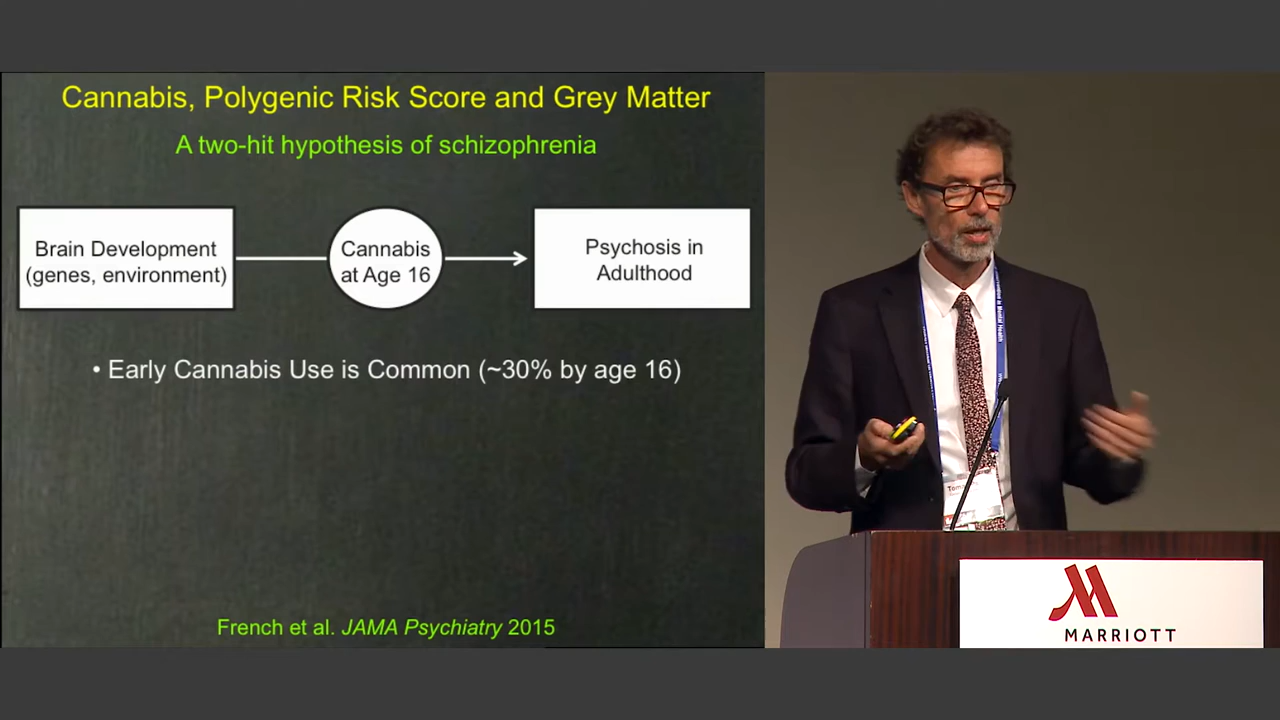 Cannabis, Polygenic Risk Score and Grey Matter
A two-hit hypothesis of schizophrenia
Brain Development
(genes, environment)
Cannabis
at Age 16
Psychosis in
Adulthood
• Early Cannabis Use is Common (~30% by age 16)
French et al. JAMA Psychiatry 2015
MARRIOTT